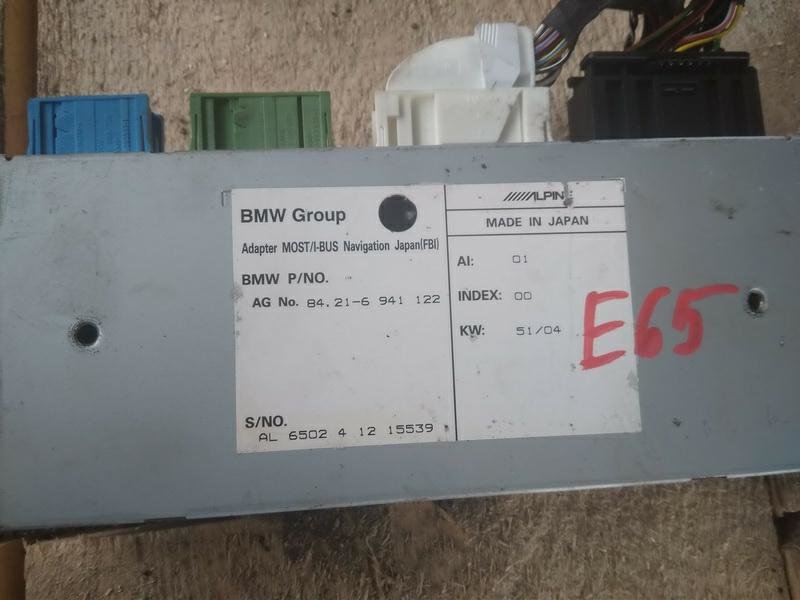 BMW Group
Adapter MOST/I-BUS Navigation Japan(FBI)
BMW P/NO.
AG No. 84.21-6 941 122
S/NO.
AL 6502 4 12 15539
ALPINE
MADE IN JAPAN
AI: 01
INDEX: 00
KW: 51/04
E65